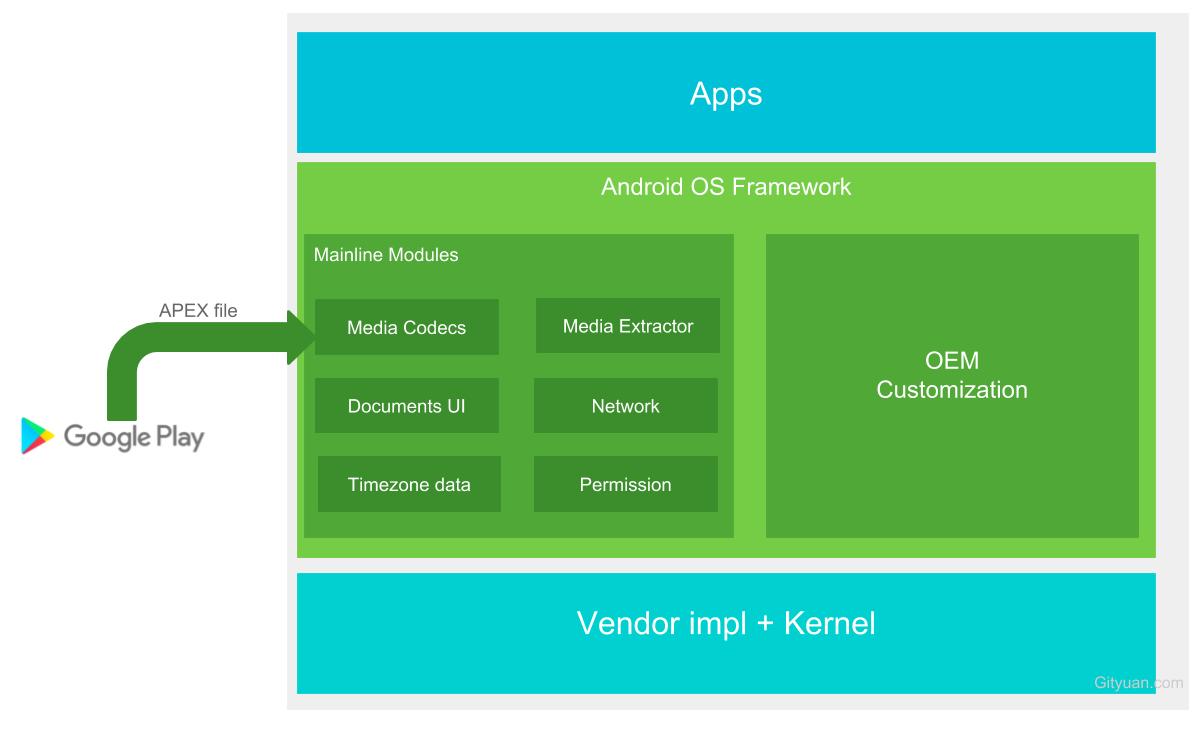 Apps
Android OS Framework
Mainline Modules
APEX file
Media Codecs
Media Extractor
OEM
Customization
Documents UI
Network
Google Play
Timezone data
Permission
Vendor impl + Kernel
Gityuan.com